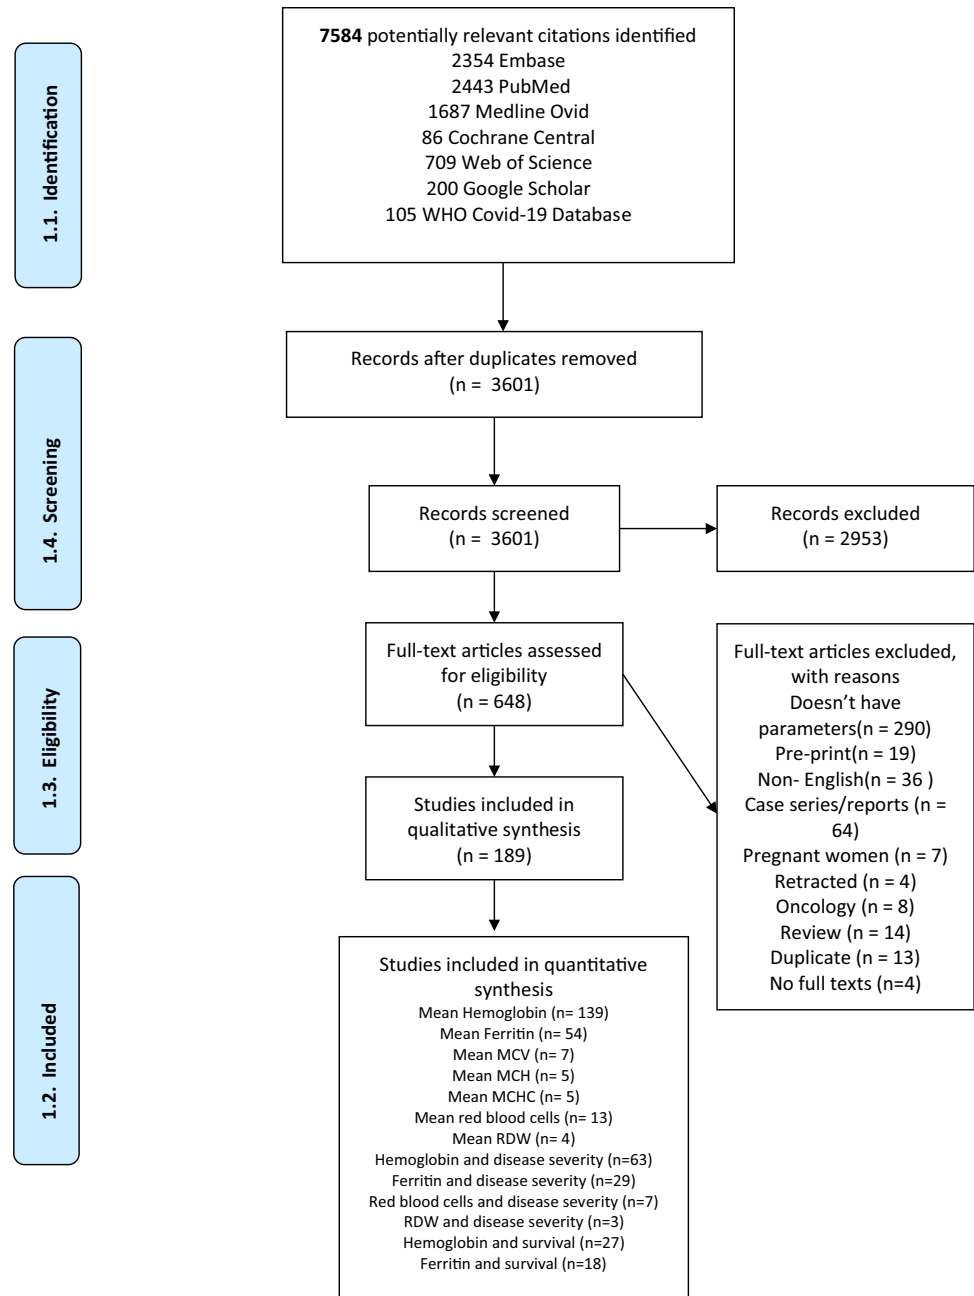 1.1. Identification
7584 potentially relevant citations identified
2354 Embase
2443 PubMed
1687 Medline Ovid
86 Cochrane Central
709 Web of Science
200 Google Scholar
105 WHO Covid-19 Database
1.4. Screening
Records after duplicates removed
(n = 3601)
Records screened
(n = 3601)
Records excluded
(n = 2953)
1.3. Eligibility
Full-text articles assessed
for eligibility
(n = 648)
Full-text articles excluded,
with reasons
Doesn't have
parameters(n = 290)
Pre-print(n = 19)
Non- English(n = 36 )
Case series/reports (n =
64)
Pregnant women (n = 7)
Retracted (n = 4)
Oncology (n = 8)
Review (n = 14)
Duplicate (n = 13)
No full texts (n=4)
Studies included in
qualitative synthesis
(n = 189)
1.2. Included
Studies included in quantitative
synthesis
Mean Hemoglobin (n= 139)
Mean Ferritin (n= 54)
Mean MCV (n= 7)
Mean MCH (n= 5)
Mean MCHC (n= 5)
Mean red blood cells (n= 13)
Mean RDW (n= 4)
Hemoglobin and disease severity (n=63)
Ferritin and disease severity (n=29)
Red blood cells and disease severity (n=7)
RDW and disease severity (n=3)
Hemoglobin and survival (n=27)
Ferritin and survival (n=18)